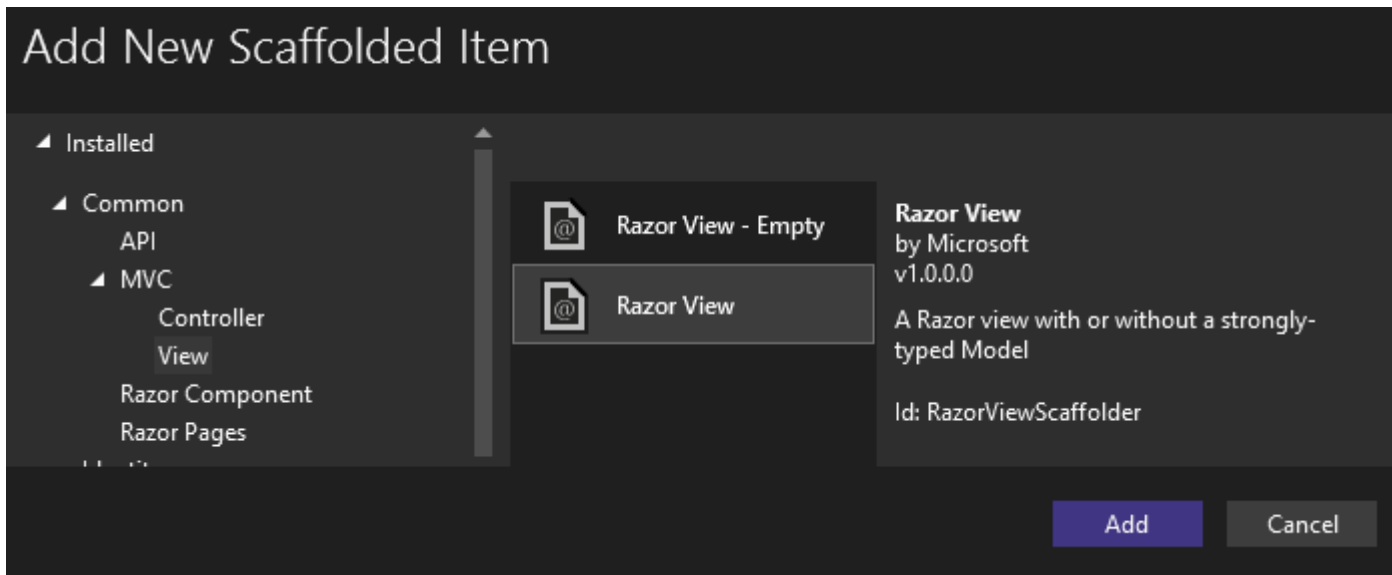 Add New Scaffolded Item
Installed
Common
API
MVC
Controller
View
Razor Component
Razor Pages
Razor View - Empty
Razor View
Razor View
by Microsoft
v1.0.0.0
A Razor view with or without a strongly-
typed Model
Id: RazorViewScaffolder
Add
Cancel